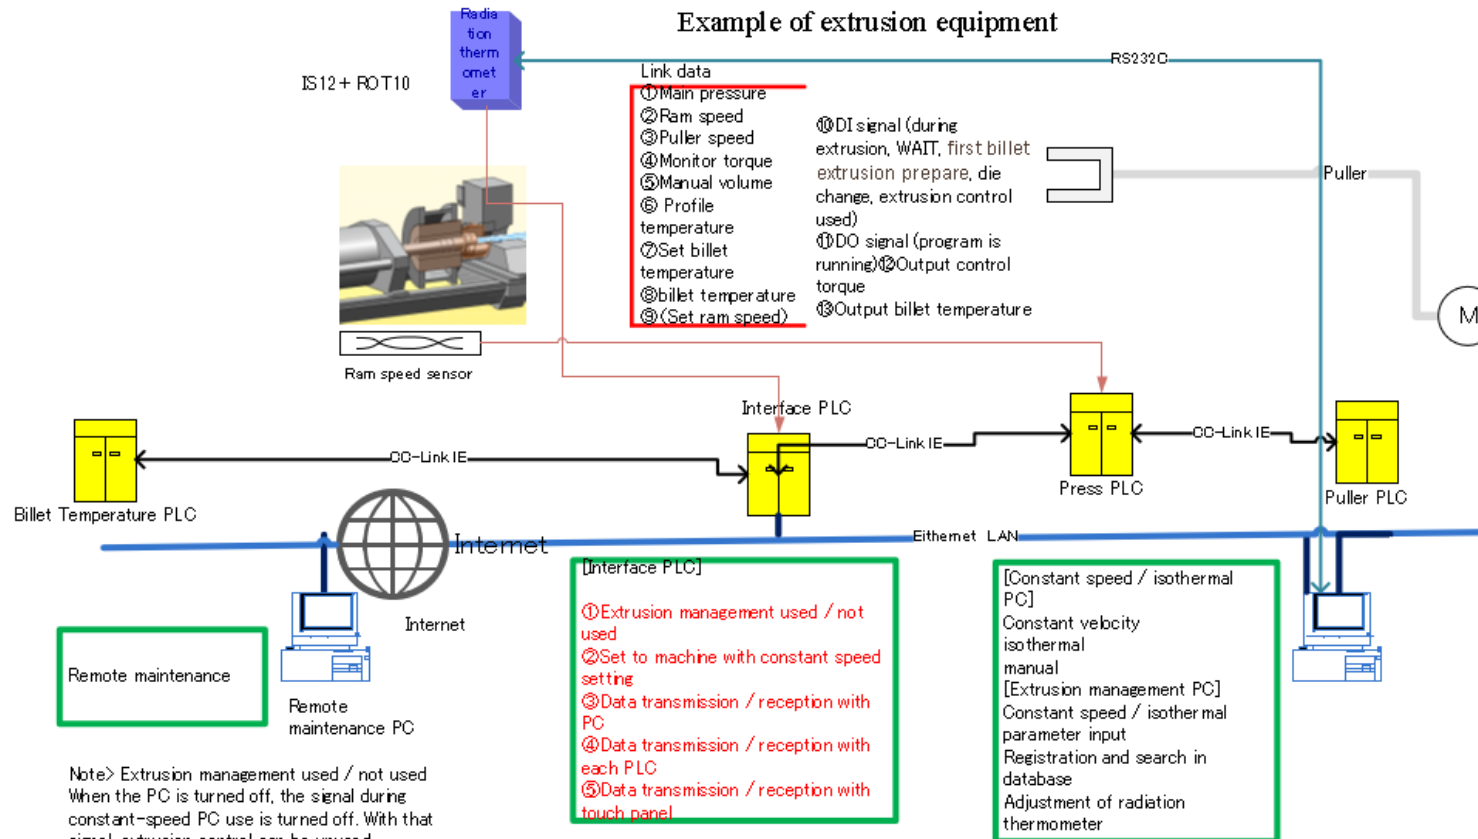 Example of extrusion equipment
Radia
tion
therm
omet
er
IS12+ ROT10
RS232C
Link data
①Main pressure
②Ram speed
③Puller speed
④Monitor torque
⑤Manual volume
⑥ Profile
temperature
⑦Set billet
temperature
⑧billet temperature
⑨(Set ram speed)
⑩DI signal (during
extrusion, WAIT, first billet
extrusion prepare, die
change, extrusion control
used)
⑪DO signal (program is
running)⑫Output control
torque
⑬Output billet temperature
Puller
M
Ram speed sensor
Interface PLC
CC-Link IE
CC-Link IE
CC-Link IE
Billet Temperature PLC
Press PLC
Puller PLC
Internet
Eithernet LAN
Internet
Remote maintenance
Remote
maintenance PC
[Interface PLC]
①Extrusion management used / not
used
②Set to machine with constant speed
setting
③Data transmission / reception with
PC
④Data transmission / reception with
each PLC
⑤Data transmission / reception with
touch panel
[Constant speed / isothermal
PC]
Constant velocity
isothermal
manual
[Extrusion management PC]
Constant speed / isothermal
parameter input
Registration and search in
database
Adjustment of radiation
thermometer
Note> Extrusion management used / not used
When the PC is turned off, the signal during
constant-speed PC use is turned off. With that
signal, extrusion control can be unused